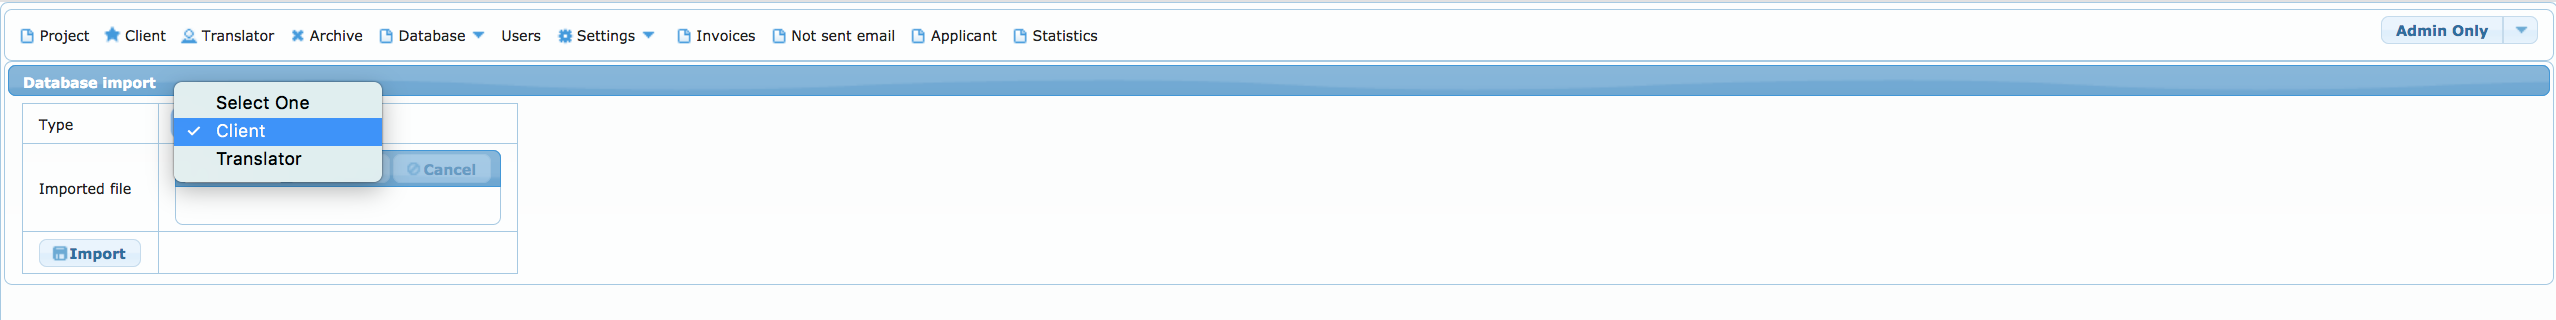 Project Client Translator Archive Database Users Settings Invoices Not sent email Applicant Statistics Admin Only
Database import
Select One
Type
Client
Translator
Cancel
Imported file
Import